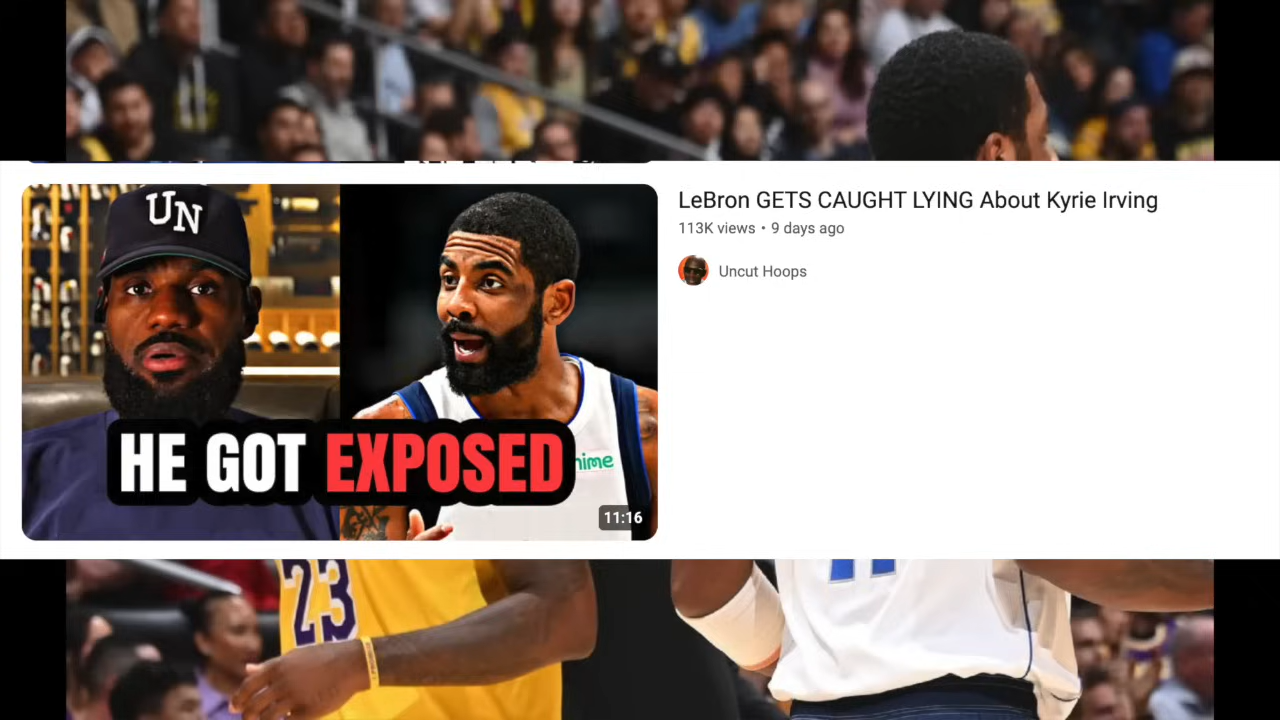 UN
HE GOT EXPOSED
nime
11:16
LeBron GETS CAUGHT LYING About Kyrie Irving
113K views • 9 days ago
Uncut Hoops
23